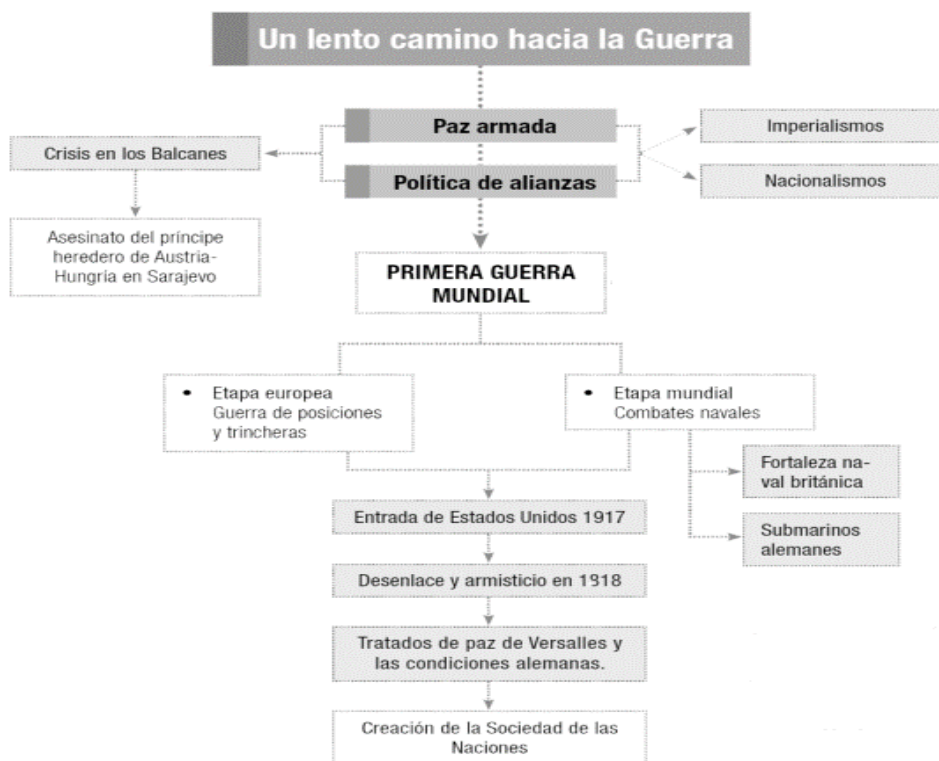 Un lento camino hacia la Guerra
Paz armada
Imperialismos
Crisis en los Balcanes
Política de alianzas
Nacionalismos
Asesinato del príncipe
heredero de Austria-
Hungría en Sarajevo
PRIMERA GUERRA
MUNDIAL
• Etapa europea
Guerra de posiciones
y trincheras
• Etapa mundial
Combates navales
Fortaleza na-
val británica
Submarinos
alemanes
Entrada de Estados Unidos 1917
Desenlace y armisticio en 1918
Tratados de paz de Versalles y
las condiciones alemanas.
Creación de la Sociedad de las
Naciones